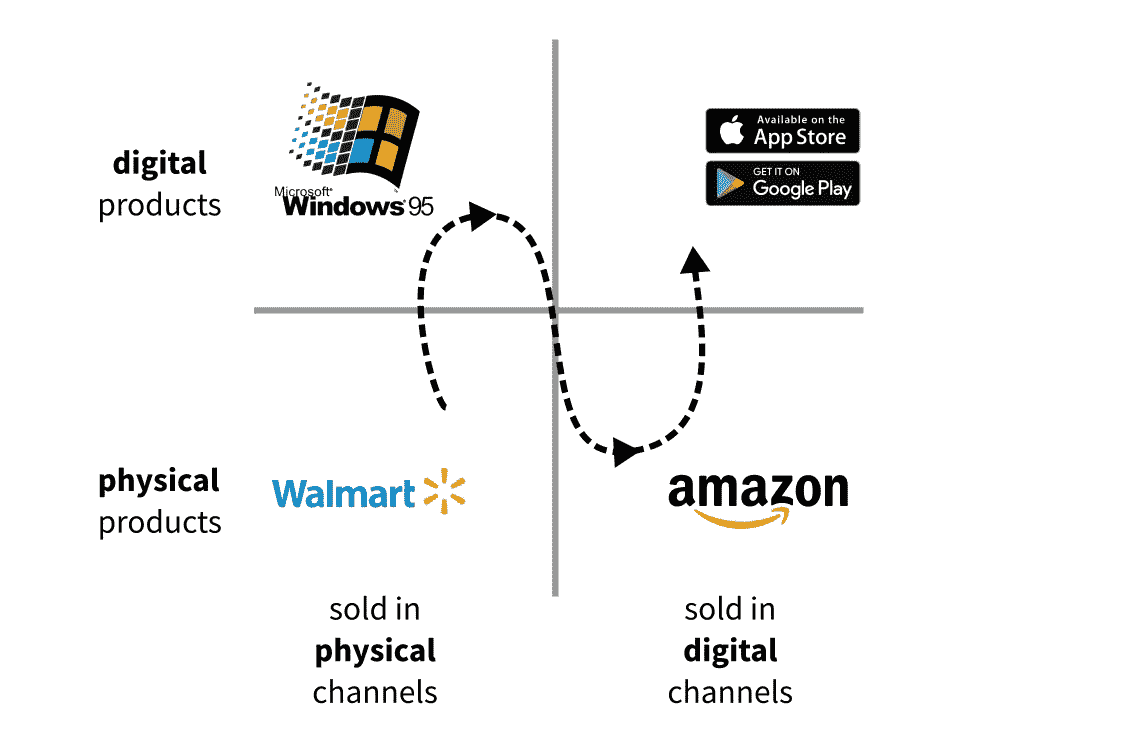 digital
products
Microsoft®
Windows 95
Available on the
App Store
GET IT ON
Google Play
physical
products
Walmart
amazon
sold in
physical
channels
sold in
digital
channels